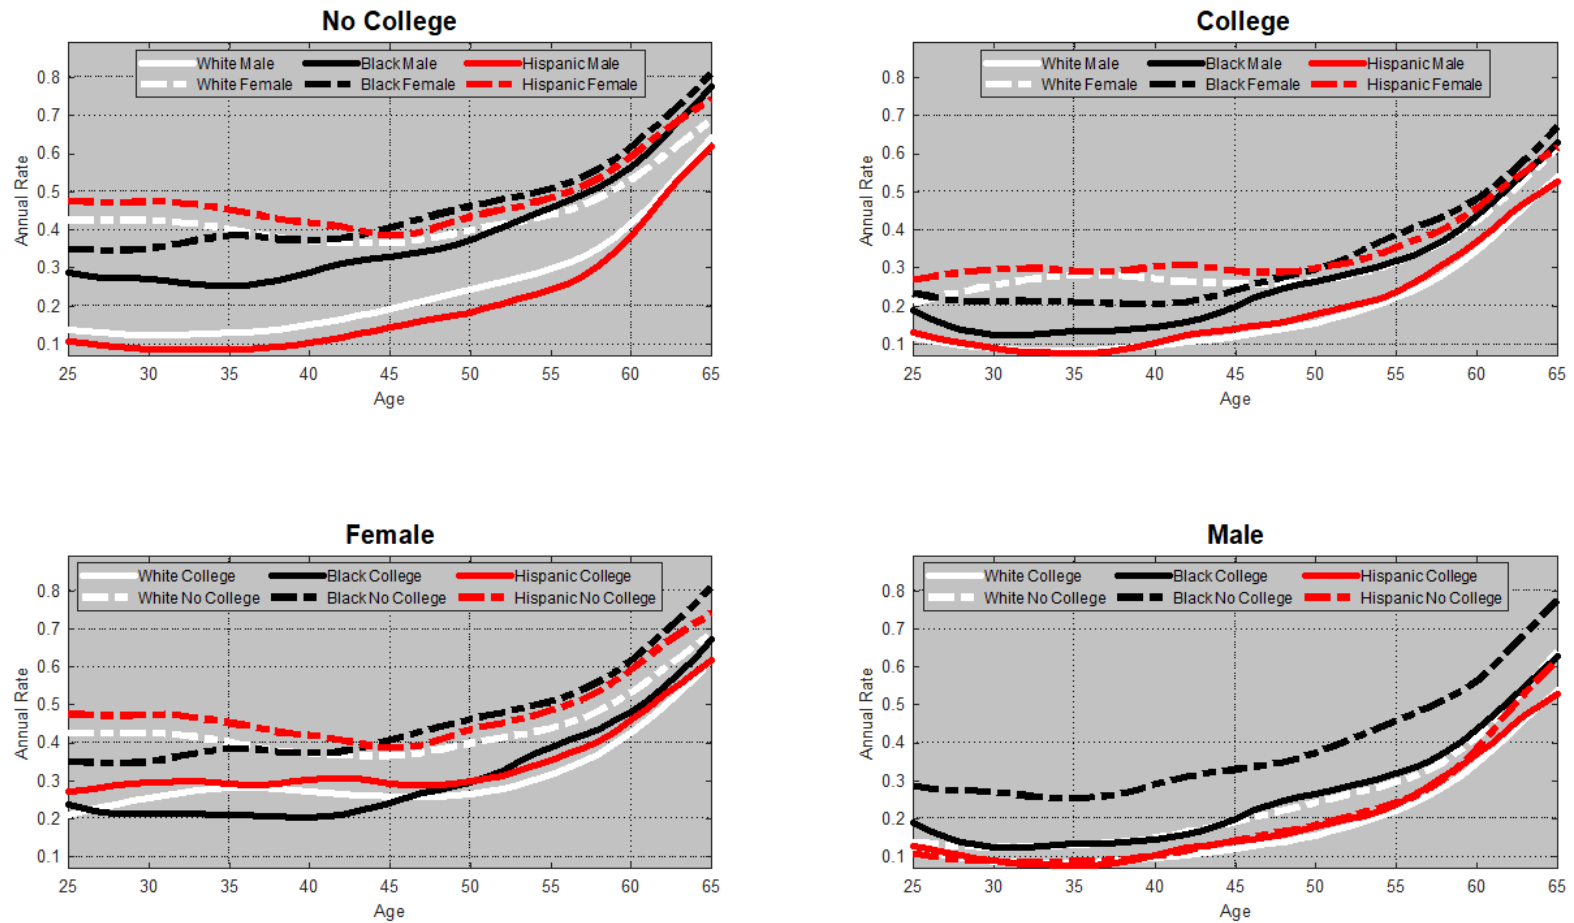 No College
White Male Black Male Hispanic Male
White Female Black Female Hispanic Female
Annual Rate
0.8
0.7
0.6
0.5
0.4
0.3
0.2
0.1
25 30 35 40 45 50 55 60 65
Age
College
White Male Black Male Hispanic Male
White Female Black Female Hispanic Female
Annual Rate
0.8
0.7
0.6
0.5
0.4
0.3
0.2
0.1
25 30 35 40 45 50 55 60 65
Age
Female
White College Black College Hispanic College
White No College Black No College Hispanic No College
Annual Rate
0.8
0.7
0.6
0.5
0.4
0.3
0.2
0.1
25 30 35 40 45 50 55 60 65
Age
Male
White College Black College Hispanic College
White No College Black No College Hispanic No College
Annual Rate
0.8
0.7
0.6
0.5
0.4
0.3
0.2
0.1
25 30 35 40 45 50 55 60 65
Age